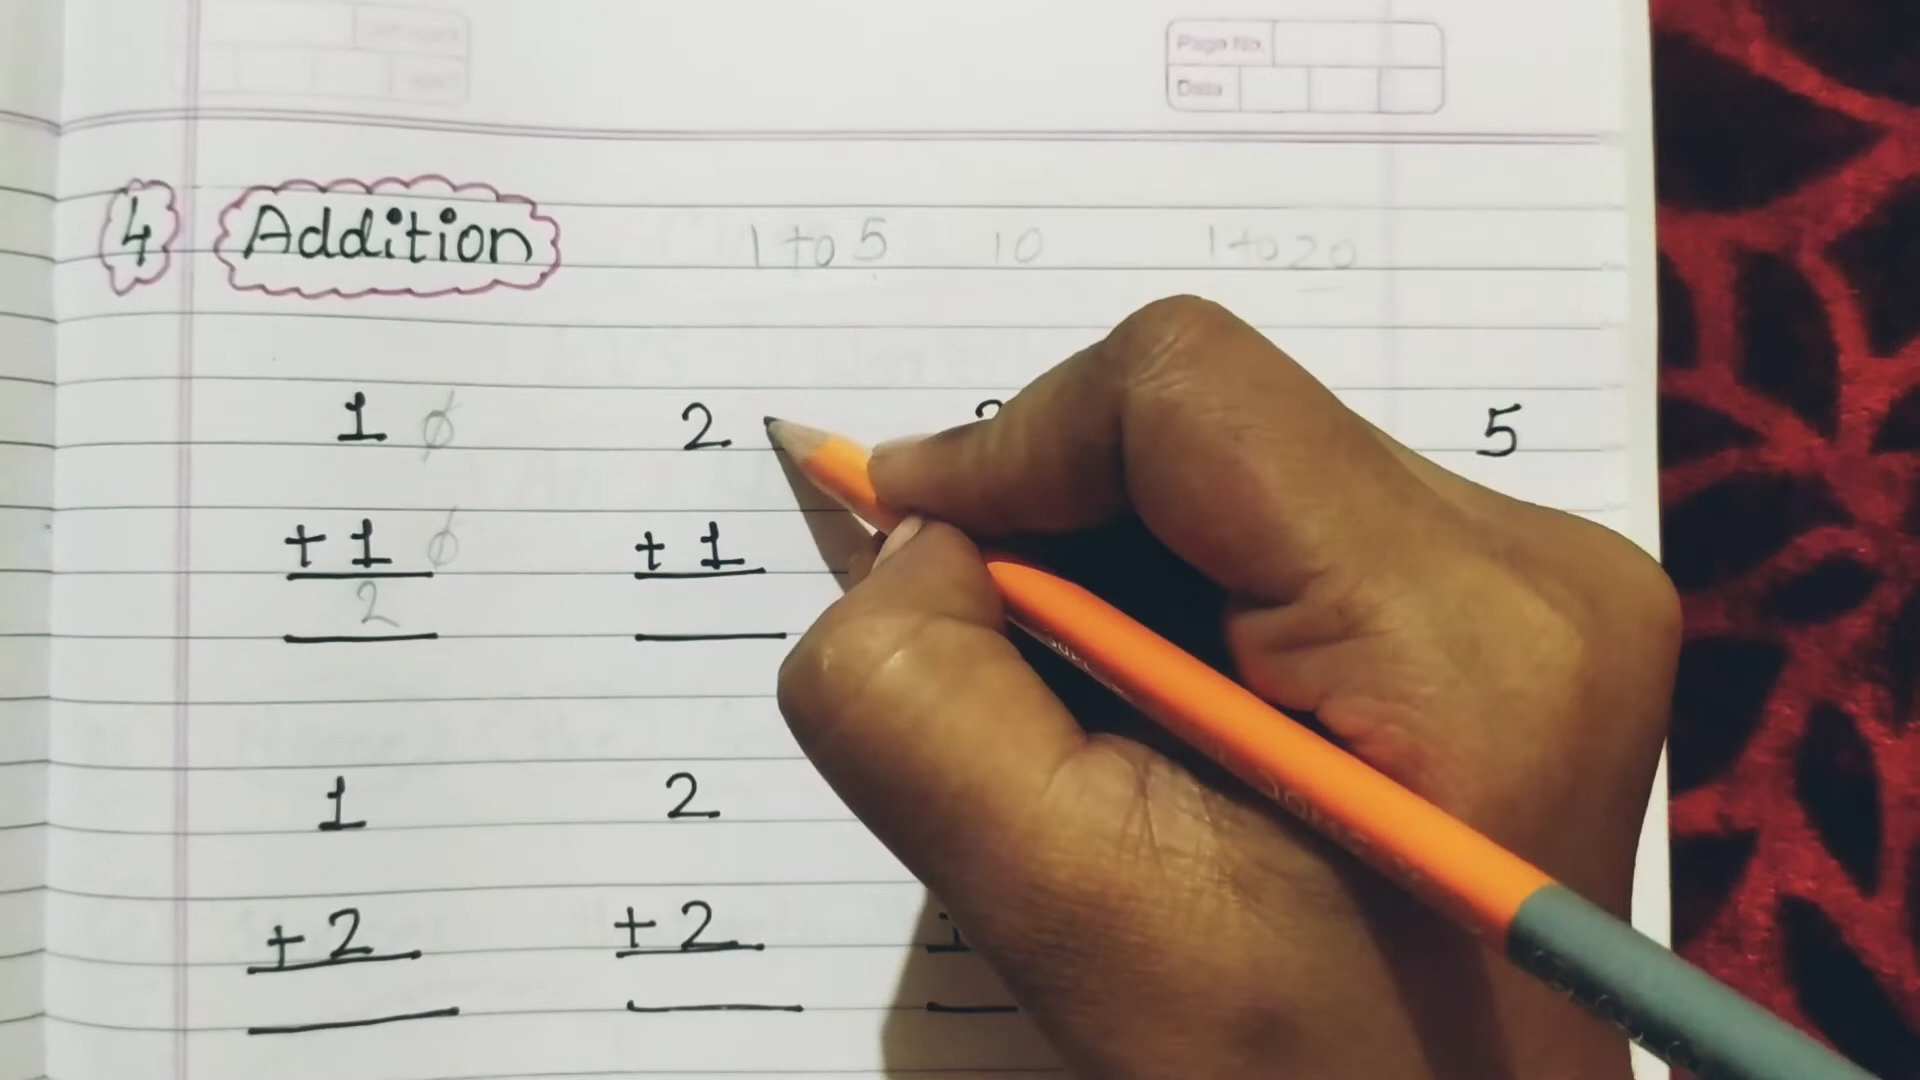 Page No.
Date
4 Addition 1 to 5 10 1 to 20
1 2 5
+1 +1
2
1 2
+2 +2